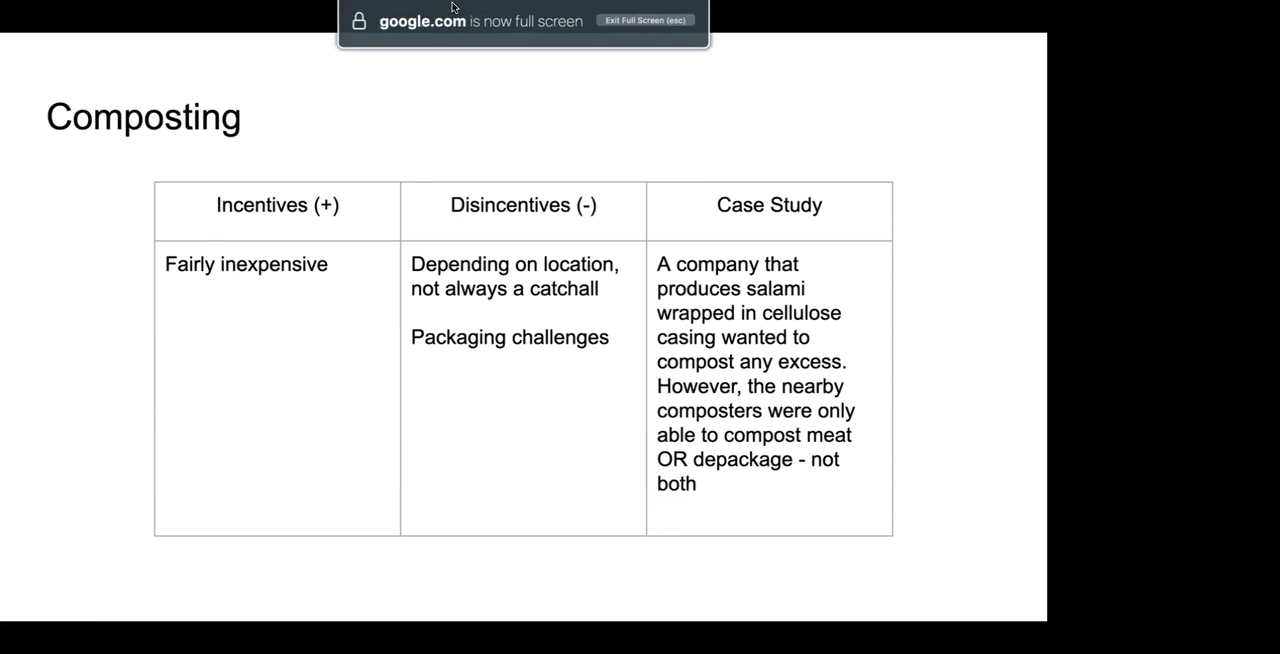 google.com is now full screen Exit Full Screen (esc)
Composting
Incentives (+)
Disincentives (-)
Case Study
Fairly inexpensive
Depending on location,
not always a catchall
Packaging challenges
A company that
produces salami
wrapped in cellulose
casing wanted to
compost any excess.
However, the nearby
composters were only
able to compost meat
OR depackage - not
both